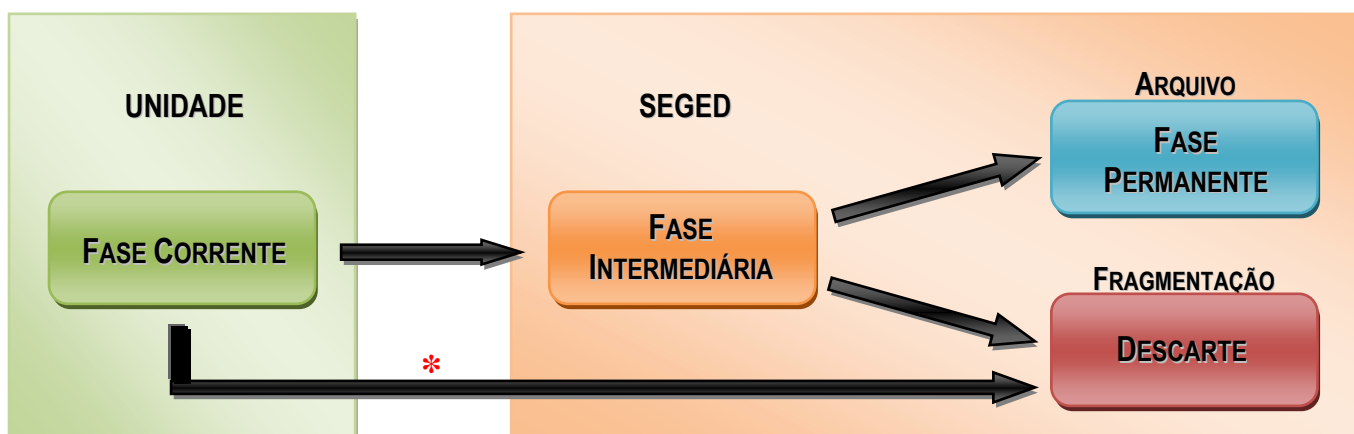 UNIDADE
FASE CORRENTE
SEGED
FASE
INTERMEDIÁRIA
ARQUIVO
FASE
PERMANENTE
FRAGMENTAÇÃO
DESCARTE
*